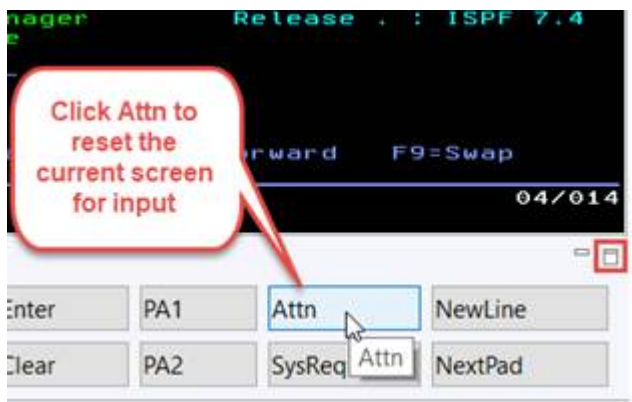 nager Release . : ISPF 7.4
e
Click Attn to
reset the
current screen
for input
rward F9=Swap
04/014
Enter PA1 Attn NewLine
Clear PA2 SysReq Attn NextPad